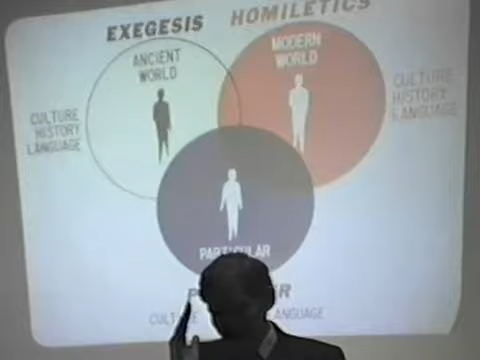 EXEGESIS
HOMILETICS
ANCIENT
WORLD
MODERN
WORLD
CULTURE
HISTORY
LANGUAGE
CULTURE
HISTORY
LANGUAGE
PARTICULAR
LANGUAGE